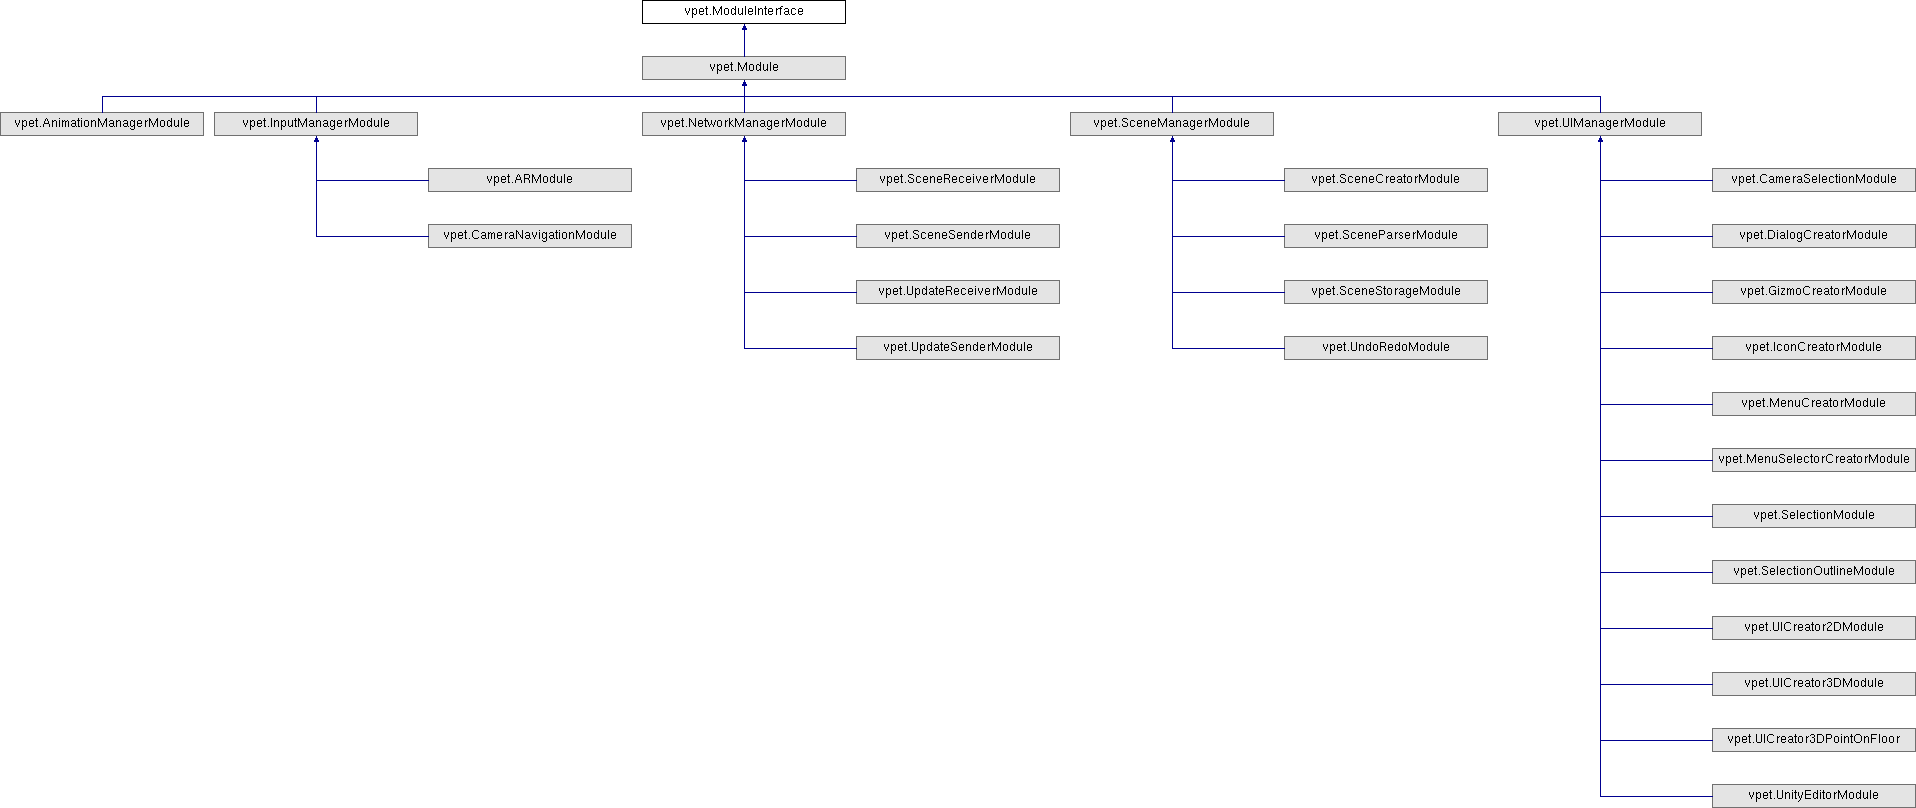 vpet.ModuleInterface
vpet.Module
vpet.AnimationManagerModule
vpet.InputManagerModule
vpet.NetworkManagerModule
vpet.SceneManagerModule
vpet.UIManagerModule
vpet.ARModule
vpet.SceneReceiverModule
vpet.SceneCreatorModule
vpet.CameraSelectionModule
vpet.CameraNavigationModule
vpet.SceneSenderModule
vpet.SceneParserModule
vpet.DialogCreatorModule
vpet.UpdateReceiverModule
vpet.SceneStorageModule
vpet.GizmoCreatorModule
vpet.UpdateSenderModule
vpet.UndoRedoModule
vpet.IconCreatorModule
vpet.MenuCreatorModule
vpet.MenuSelectorCreatorModule
vpet.SelectionModule
vpet.SelectionOutlineModule
vpet.UICreator2DModule
vpet.UICreator3DModule
vpet.UICreator3DPointOnFloor
vpet.UnityEditorModule